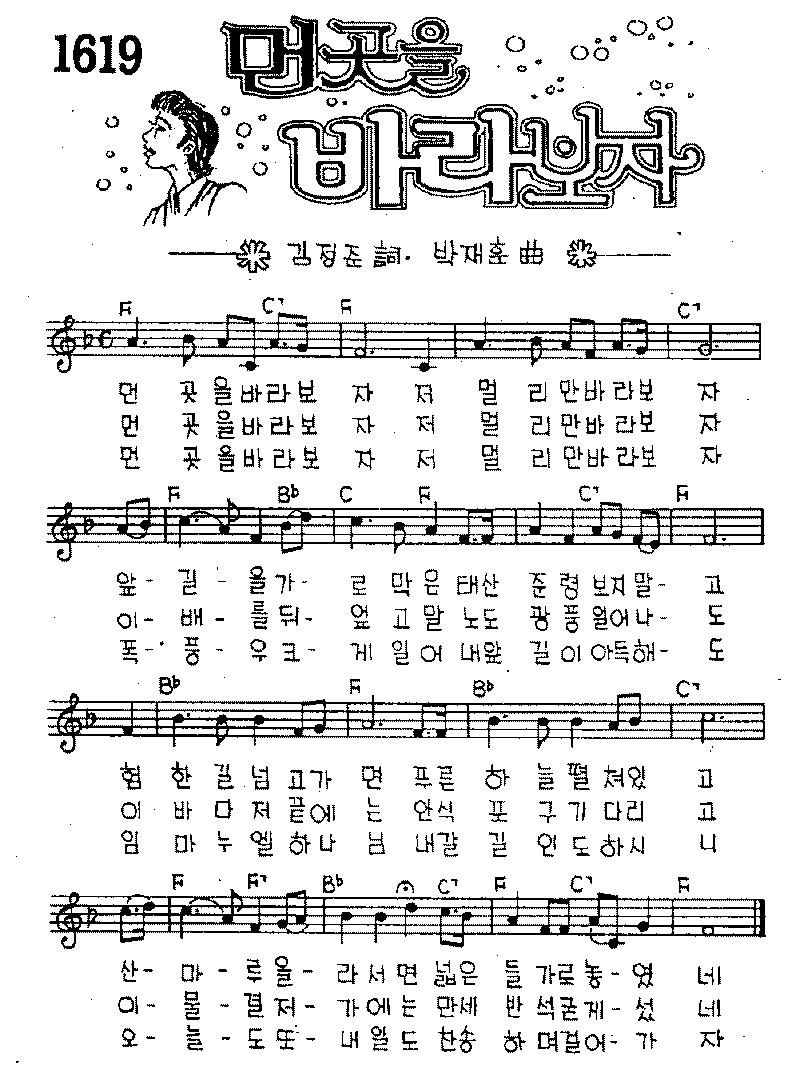 1619
먼 곳을
바라보자
김정준 詞. 박재훈 曲
F C7 F C7
먼 곳을바라보 자 저 멀 리만바라보 자
먼 곳을바라보 자 저 멀 리만바라보 자
먼 곳을바라보 자 저 멀 리만바라보 자
F Bb C F C7 F
앞- 길-을가- 로막은태산 준령보지말-고
이- 배-를뒤- 엎고말노도 광풍일어나-도
폭- 풍-우크- 게일어내앞 길이아득해-도
Bb F Bb C7
험 한길넘고가 면 푸른 하 늘펼쳐있 고
이 바다저끝에 는 안식 포 구기다리 고
임 마누엘하나 님 내갈 길 인도하시 니
F F7 Bb C7 F C7 F
산- 마-루올- 라서면넓은 들가로놓-였 네
이- 물-결저- 가에는만세 반석굳게-섰 네
오- 늘-도또- 내일도찬송 하며걸어-가 자